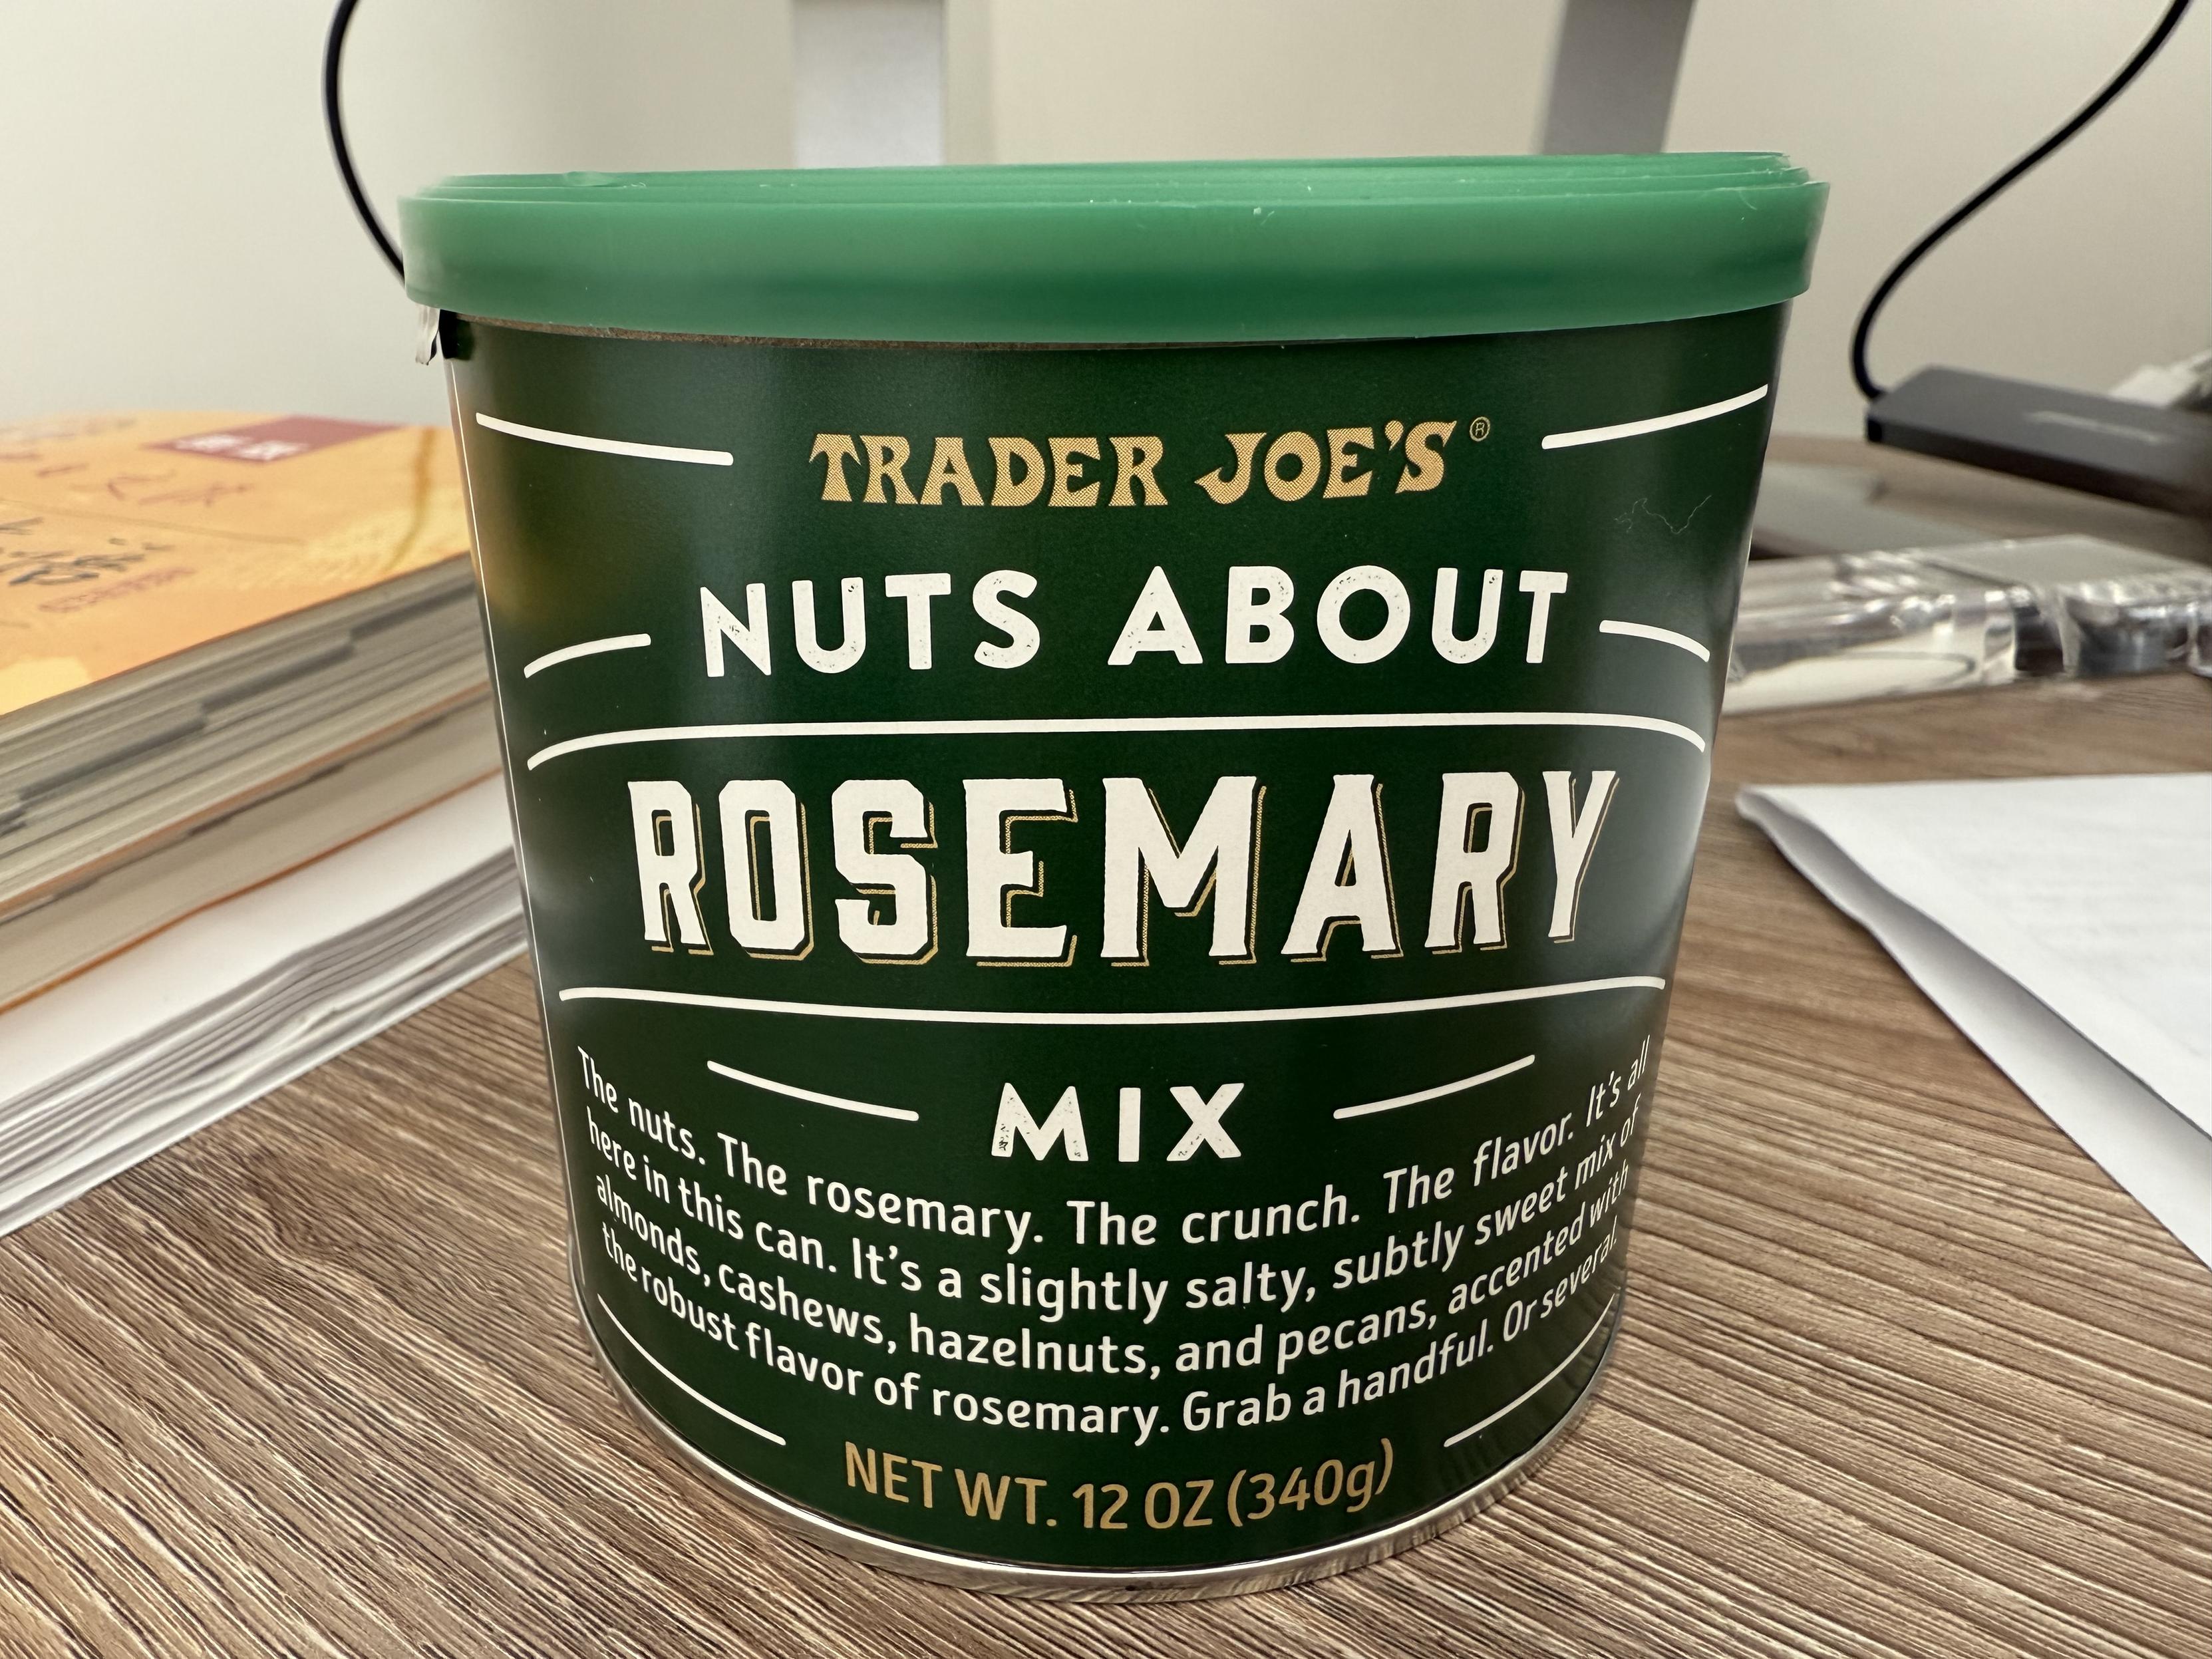 TRADER JOE'S®
NUTS ABOUT
ROSEMARY
MIX
The nuts. The rosemary. The crunch. The flavor. It's all
here in this can. It's a slightly salty, subtly sweet mix of
almonds, cashews, hazelnuts, and pecans, accented with
the robust flavor of rosemary. Grab a handful. Or several.
NET WT. 12 OZ (340g)